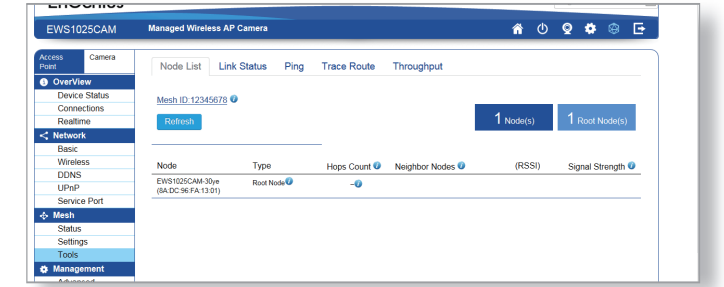 EnGenius
EWS1025CAM Managed Wireless AP Camera
Access Point
Camera
OverView
Device Status
Connections
Realtime
Network
Basic
Wireless
DDNS
UPnP
Service Port
Mesh
Status
Settings
Tools
Management
Advanced
Node List Link Status Ping Trace Route Throughput
Mesh ID:12345678
Refresh
1 Node(s) 1 Root Node(s)
Node Type Hops Count Neighbor Nodes (RSSI) Signal Strength
EWS1025CAM-30ye Root Node –
(8A:DC:96:FA:13:01)